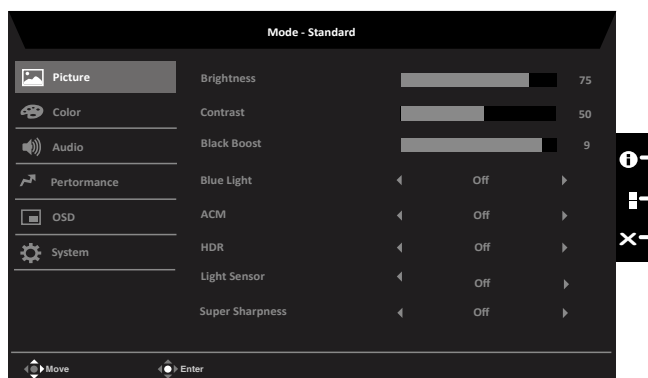 Mode - Standard
Picture
Brightness 75
Color
Contrast 50
Audio
Black Boost 9
Pertormance
Blue Light Off
OSD
ACM Off
System
HDR Off
Light Sensor Off
Super Sharpness Off
Move Enter